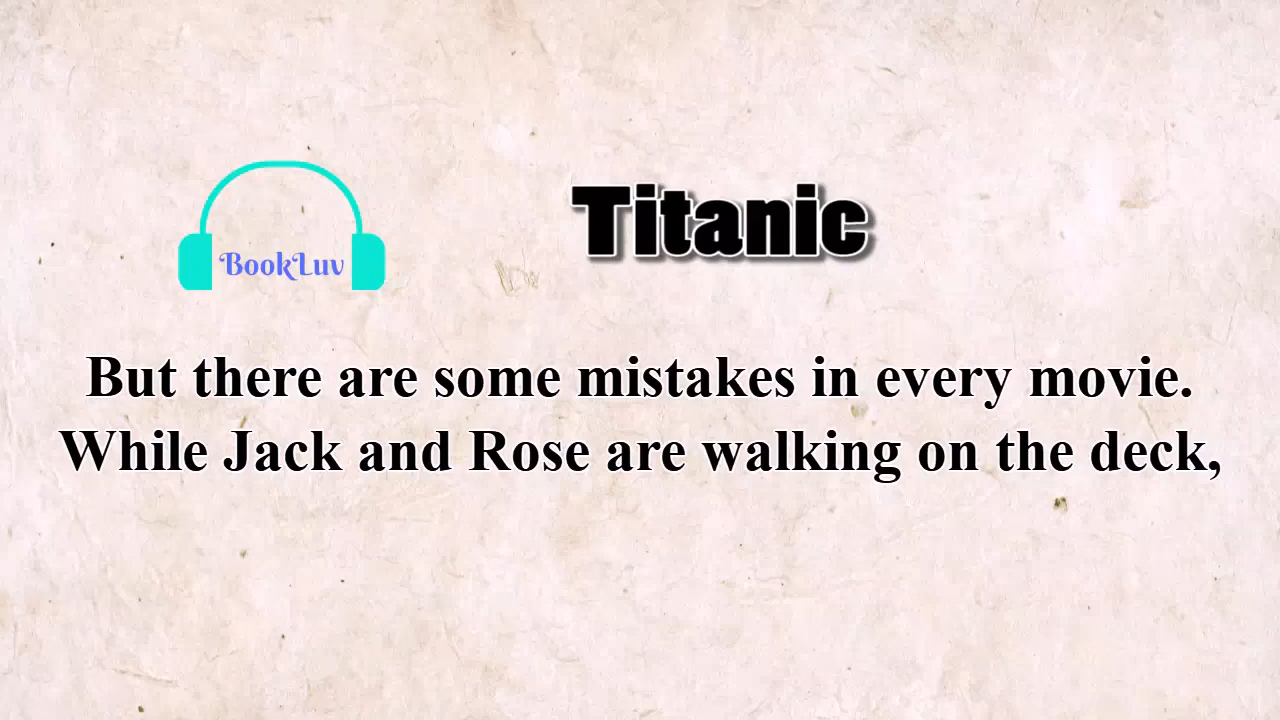 BookLuv
Titanic
But there are some mistakes in every movie.
While Jack and Rose are walking on the deck,